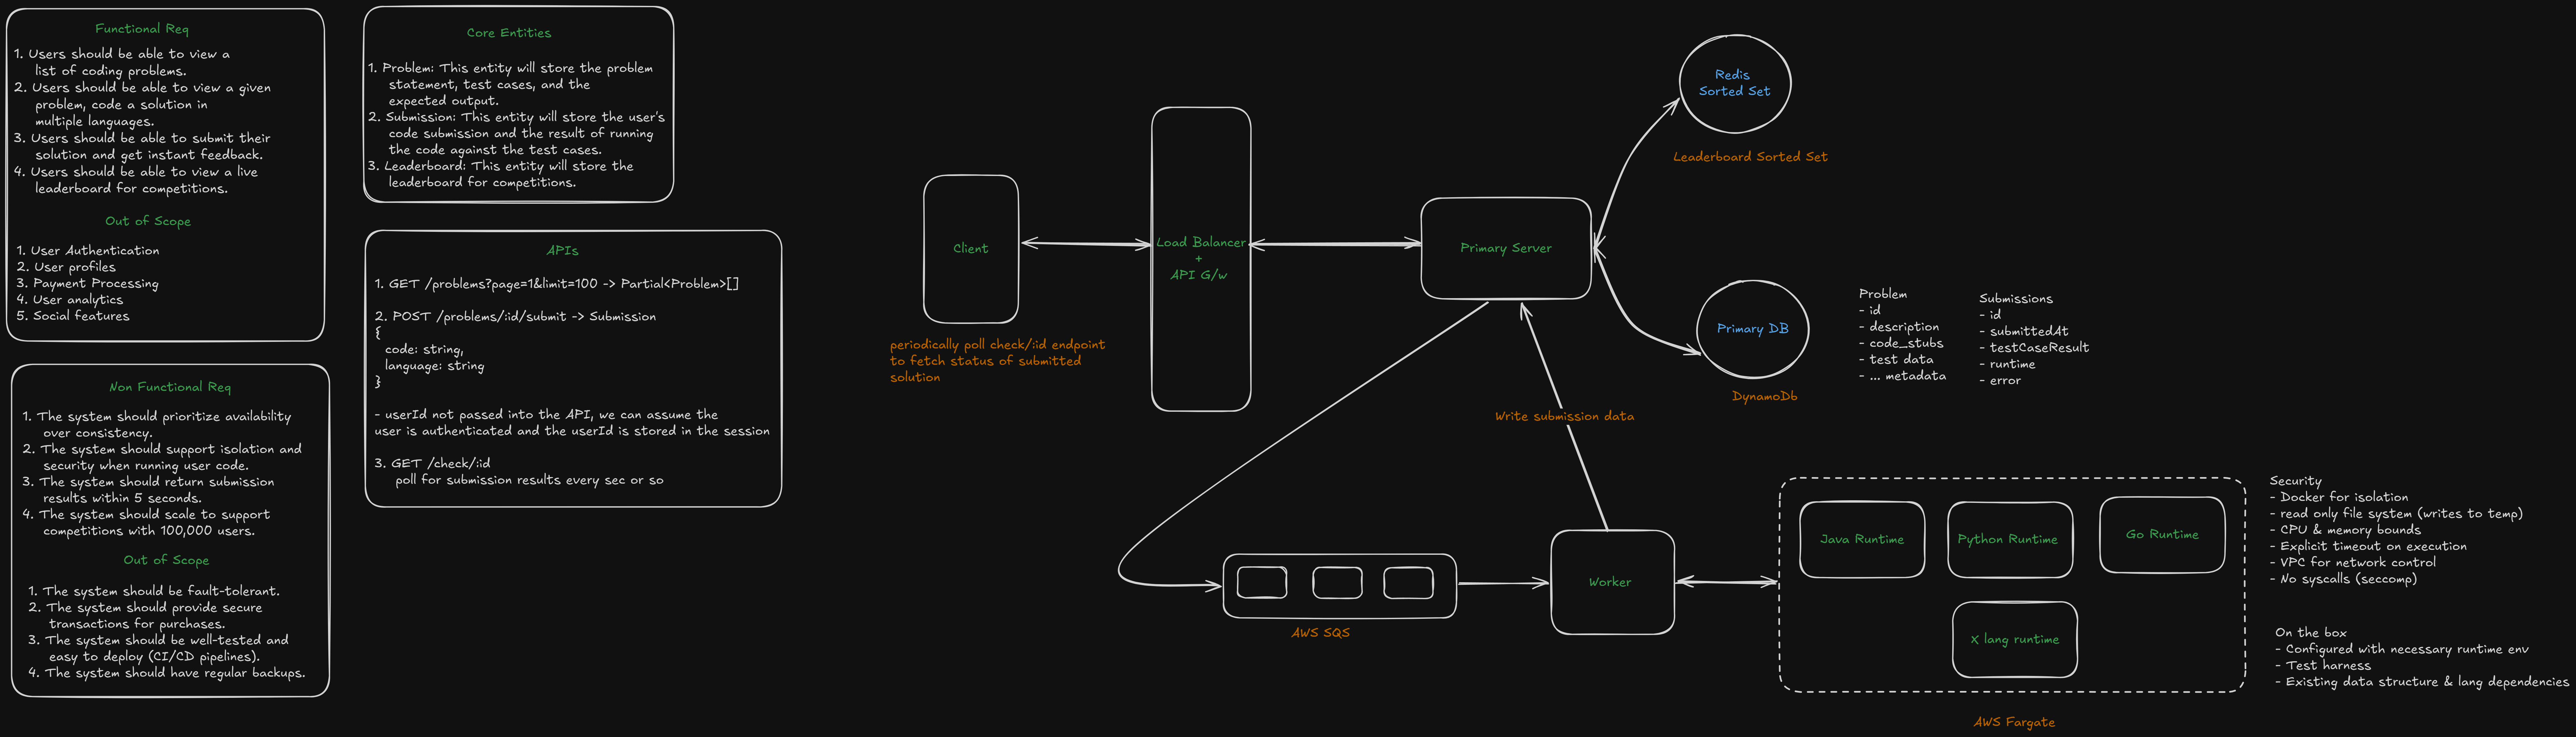 Functional Req
1. Users should be able to view a
list of coding problems.
2. Users should be able to view a given
problem, code a solution in
multiple languages.
3. Users should be able to submit their
solution and get instant feedback.
4. Users should be able to view a live
leaderboard for competitions.
Out of Scope
1. User Authentication
2. User profiles
3. Payment Processing
4. User analytics
5. Social features
Non Functional Req
1. The system should prioritize availability
over consistency.
2. The system should support isolation and
security when running user code.
3. The system should return submission
results within 5 seconds.
4. The system should scale to support
competitions with 100,000 users.
Out of Scope
1. The system should be fault-tolerant.
2. The system should provide secure
transactions for purchases.
3. The system should be well-tested and
easy to deploy (CI/CD pipelines).
4. The system should have regular backups.
Core Entities
1. Problem: This entity will store the problem
statement, test cases, and the
expected output.
2. Submission: This entity will store the user's
code submission and the result of running
the code against the test cases.
3. Leaderboard: This entity will store the
leaderboard for competitions.
APIs
1. GET /problems?page=1&limit=100 -> Partial<Problem>[]
2. POST /problems/:id/submit -> Submission
{
code: string,
language: string
}
- userId not passed into the API, we can assume the
user is authenticated and the userId is stored in the session
3. GET /check/:id
poll for submission results every sec or so
Client
periodically poll check/:id endpoint
to fetch status of submitted
solution
Load Balancer
+
API G/w
Primary Server
Redis
Sorted Set
Leaderboard Sorted Set
Primary DB
DynamoDb
Problem
- id
- description
- code_stubs
- test data
- ... metadata
Submissions
- id
- submittedAt
- testCaseResult
- runtime
- error
Write submission data
AWS SQS
Worker
Java Runtime
Python Runtime
Go Runtime
X lang runtime
AWS Fargate
Security
- Docker for isolation
- read only file system (writes to temp)
- CPU & memory bounds
- Explicit timeout on execution
- VPC for network control
- No syscalls (seccomp)
On the box
- Configured with necessary runtime env
- Test harness
- Existing data structure & lang dependencies